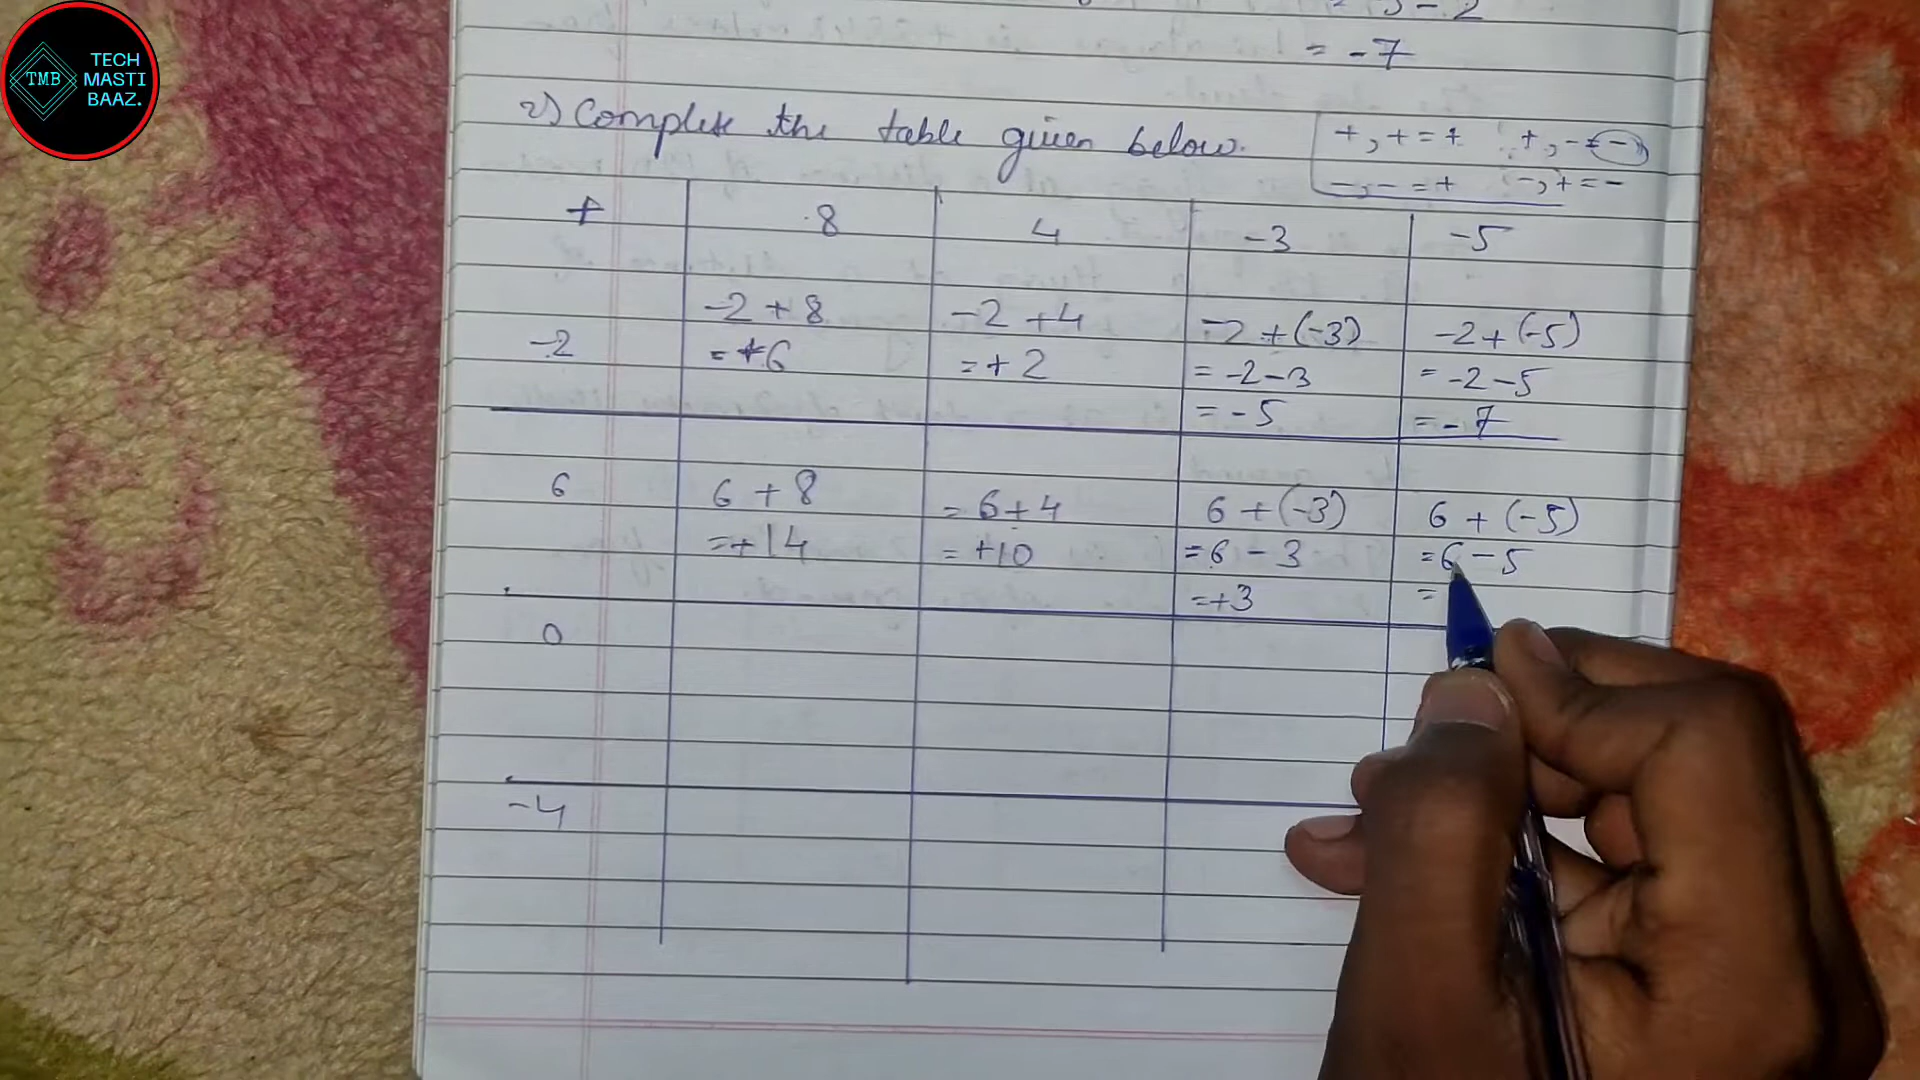 TECH
MASTI
BAAZ.
TMB
= -7
2) Complete the table given below.
+, + = + +, - = -
-, - = + -, + = -
+ 8 4 -3 -5
-2 + 8 -2 + 4 -2 + (-3) -2 + (-5)
-2 = +6 = + 2 = -2 - 3 = -2 - 5
= -5 = -7
6 6 + 8 = 6 + 4 6 + (-3) 6 + (-5)
= +14 = +10 = 6 - 3 = 6 - 5
= +3 =
0
-4